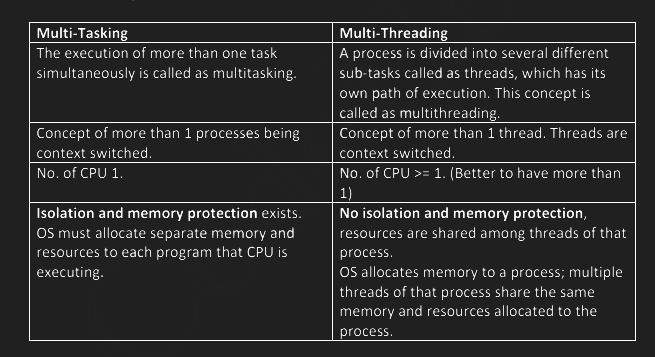 Multi-Tasking
Multi-Threading
The execution of more than one task
simultaneously is called as multitasking.
A process is divided into several different
sub-tasks called as threads, which has its
own path of execution. This concept is
called as multithreading.
Concept of more than 1 processes being
context switched.
Concept of more than 1 thread. Threads are
context switched.
No. of CPU 1.
No. of CPU >= 1. (Better to have more than
1)
Isolation and memory protection exists.
OS must allocate separate memory and
resources to each program that CPU is
executing.
No isolation and memory protection,
resources are shared among threads of that
process.
OS allocates memory to a process; multiple
threads of that process share the same
memory and resources allocated to the
process.